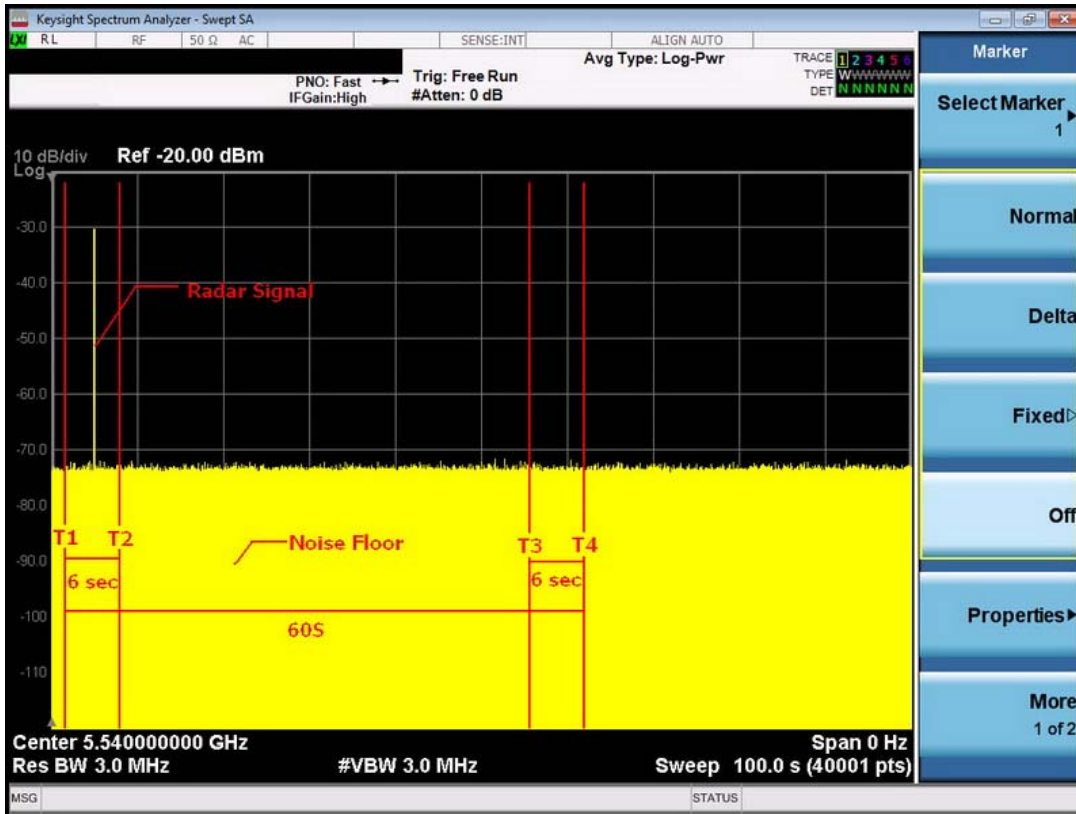 Keysight Spectrum Analyzer - Swept SA
LXI RL RF 50 Ω AC SENSE:INT ALIGN AUTO
Avg Type: Log-Pwr
PNO: Fast
IFGain:High
Trig: Free Run
#Atten: 0 dB
TRACE 1 2 3 4 5 6
TYPE WWWWWW
DET N N N N N N
10 dB/div Ref -20.00 dBm
Log
-30.0
-40.0
-50.0
-60.0
-70.0
-80.0
-90.0
-100
-110
Radar Signal
T1 T2 Noise Floor T3 T4
6 sec 6 sec
60S
Center 5.540000000 GHz Span 0 Hz
Res BW 3.0 MHz #VBW 3.0 MHz Sweep 100.0 s (40001 pts)
MSG STATUS
Marker
Select Marker
1
Normal
Delta
Fixed
Off
Properties
More
1 of 2